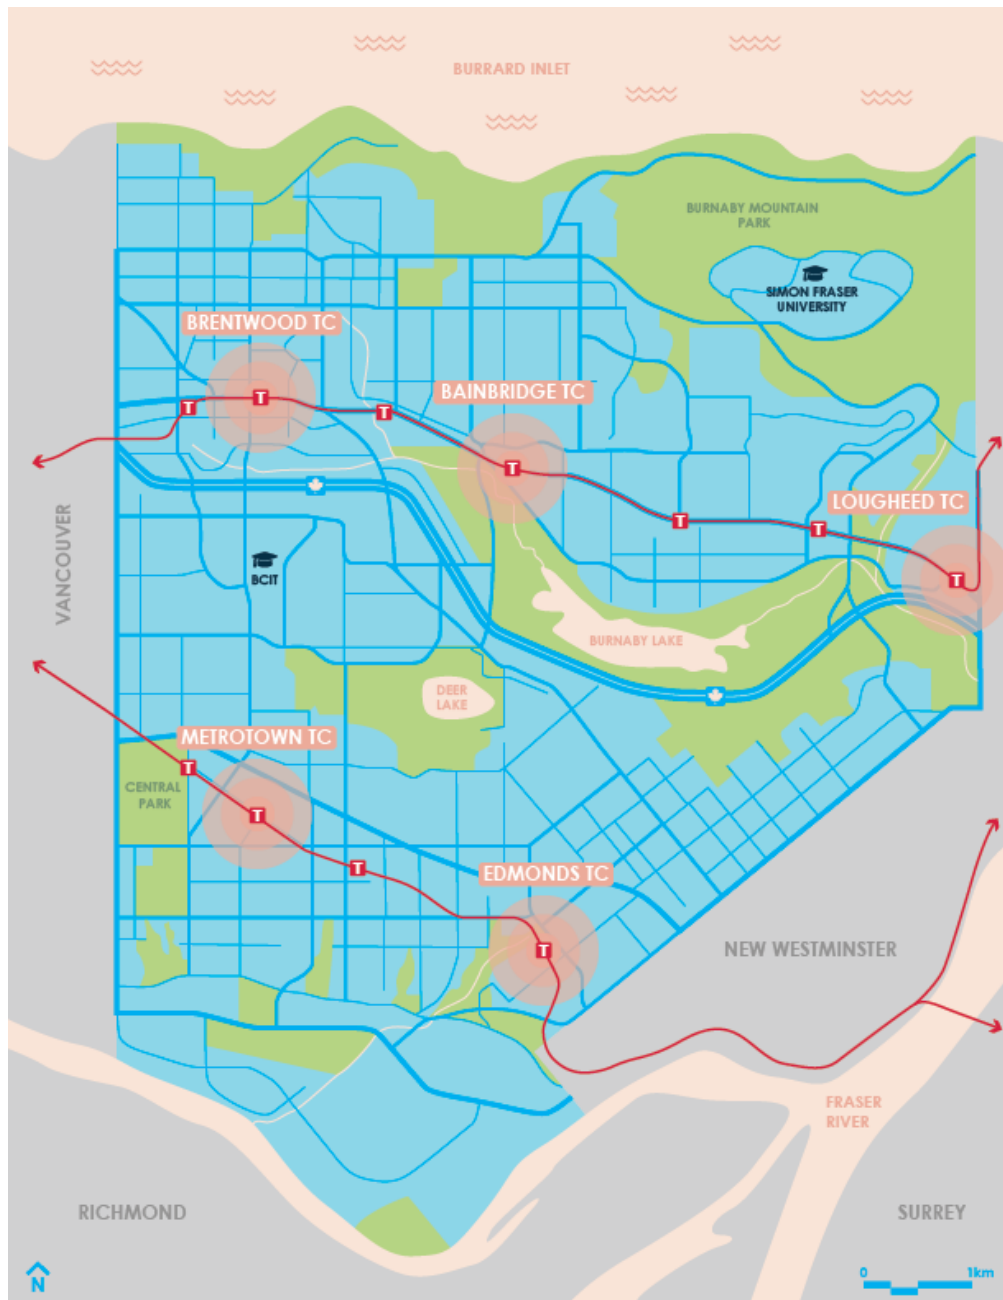 BURRARD INLET
BURNABY MOUNTAIN
PARK
SIMON FRASER
UNIVERSITY
BRENTWOOD TC
T
T
T
BAINBRIDGE TC
T
T
LOUGHEED TC
T
T
VANCOUVER
BCIT
BURNABY LAKE
DEER
LAKE
METROTOWN TC
T
CENTRAL
PARK
T
T
EDMONDS TC
T
NEW WESTMINSTER
FRASER
RIVER
RICHMOND
SURREY
N
0 1km